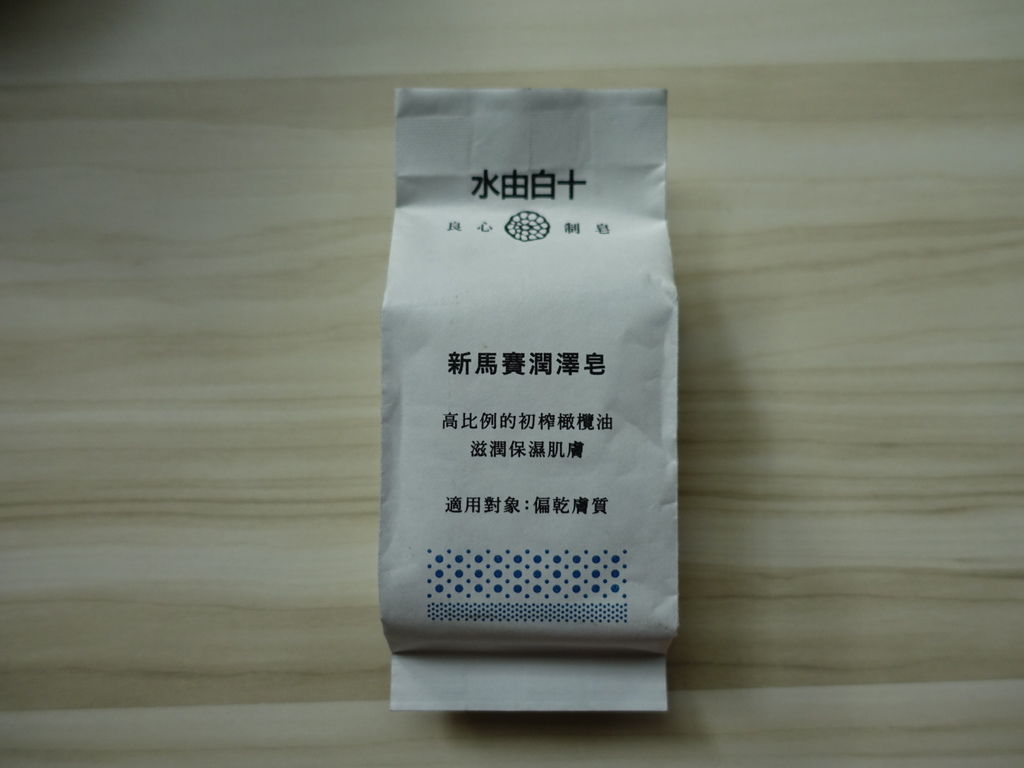 水由白十
良心 制皂
新馬賽潤澤皂
高比例的初榨橄欖油
滋潤保濕肌膚
適用對象：偏乾膚質